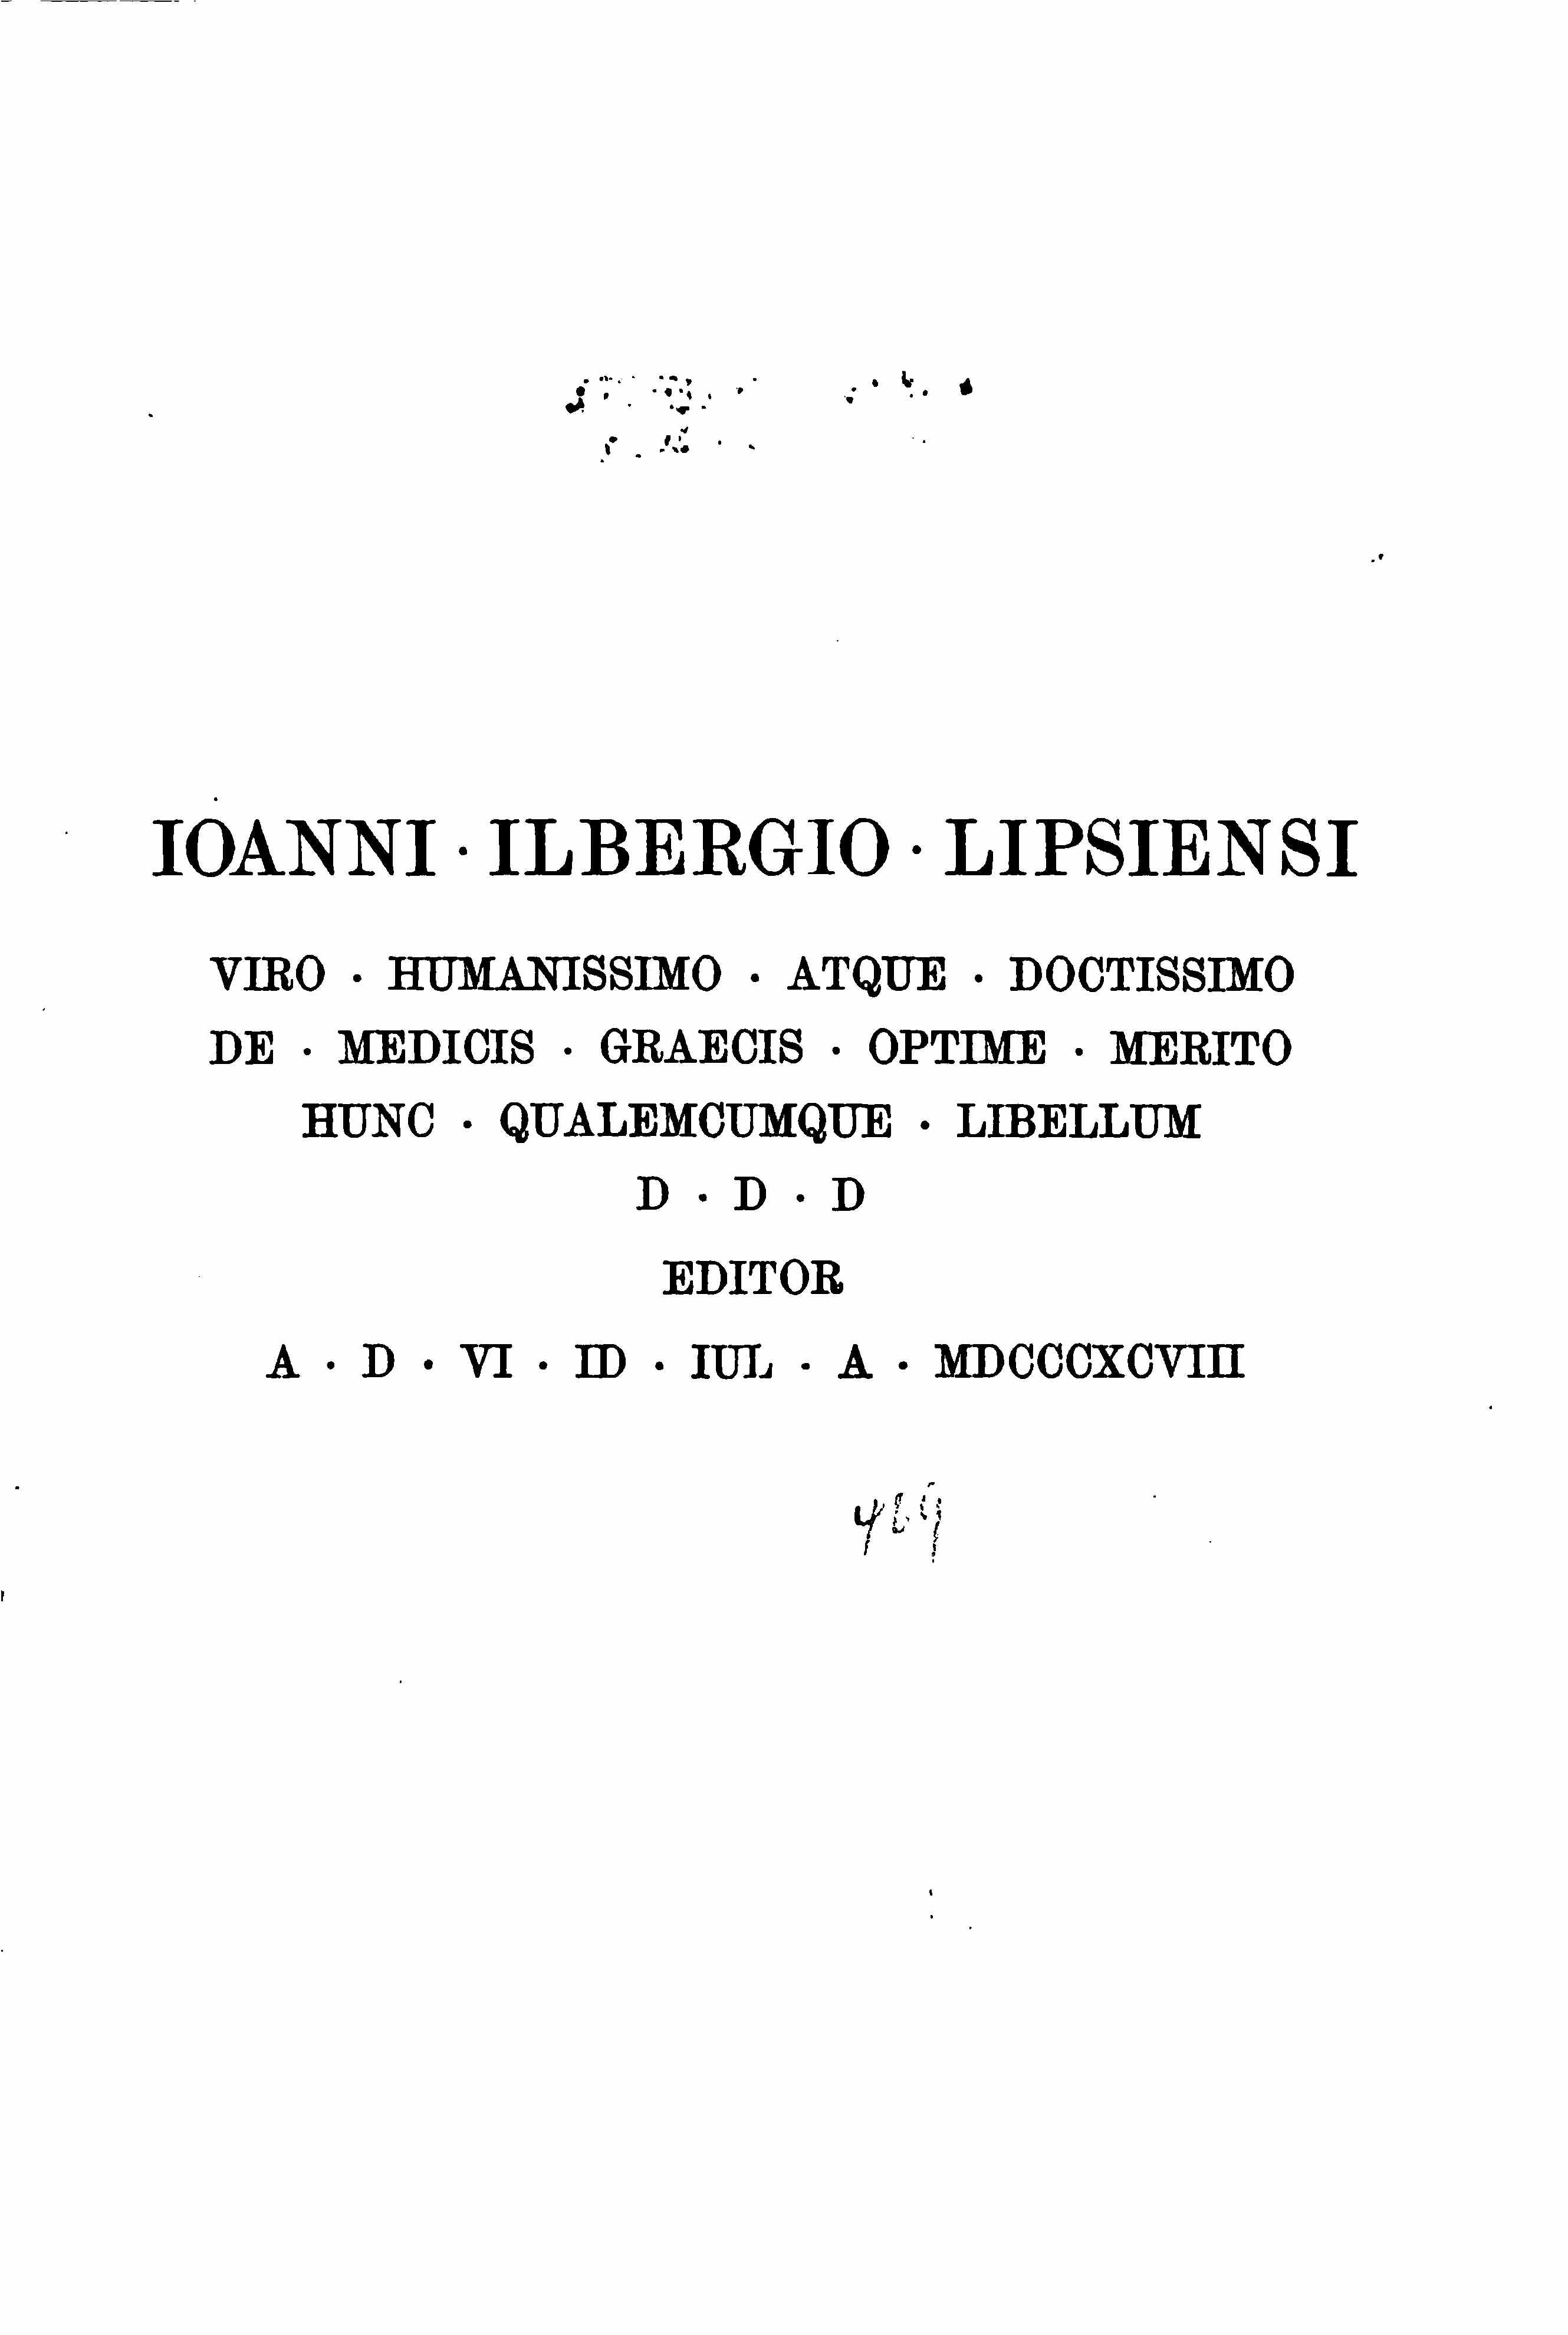 IOANNI · ILBERGIO · LIPSIENSI
VIRO · HUMANISSIMO · ATQUE · DOCTISSIMO
DE · MEDICIS · GRAECIS · OPTIME · MERITO
HUNC · QUALEMCUMQUE · LIBELLUM
D · D · D
EDITOR
A · D · VI · ID · IUL · A · MDCCCXCVIII